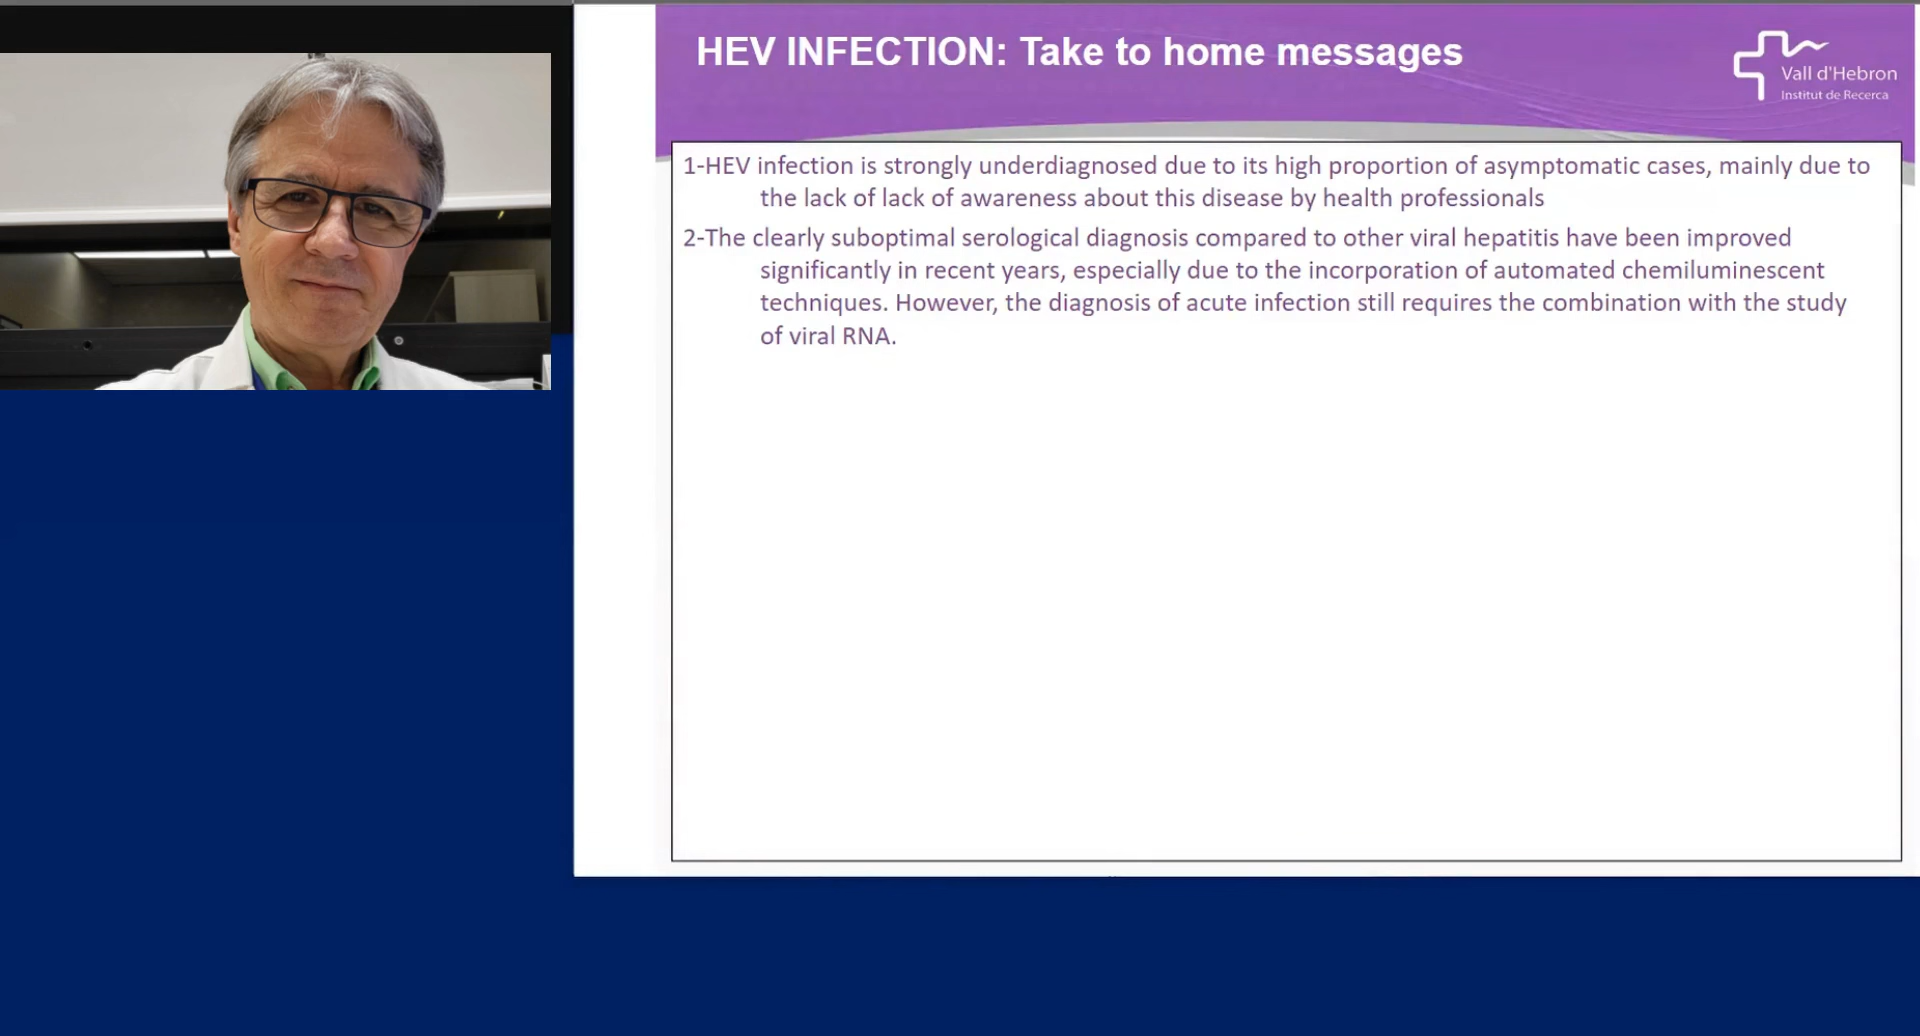 HEV INFECTION: Take to home messages
Vall d'Hebron
Institut de Recerca
1-HEV infection is strongly underdiagnosed due to its high proportion of asymptomatic cases, mainly due to
the lack of lack of awareness about this disease by health professionals
2-The clearly suboptimal serological diagnosis compared to other viral hepatitis have been improved
significantly in recent years, especially due to the incorporation of automated chemiluminescent
techniques. However, the diagnosis of acute infection still requires the combination with the study
of viral RNA.